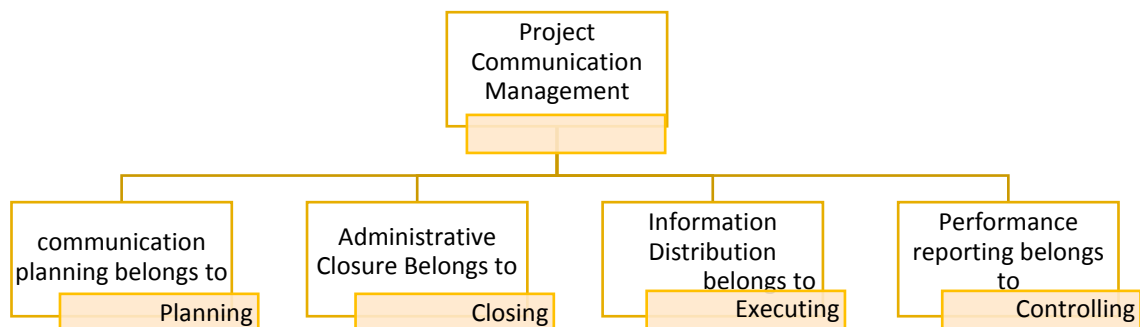 Project
Communication
Management
communication
planning belongs to
Planning
Administrative
Closure Belongs to
Closing
Information
Distribution
belongs to
Executing
Performance
reporting belongs
to
Controlling